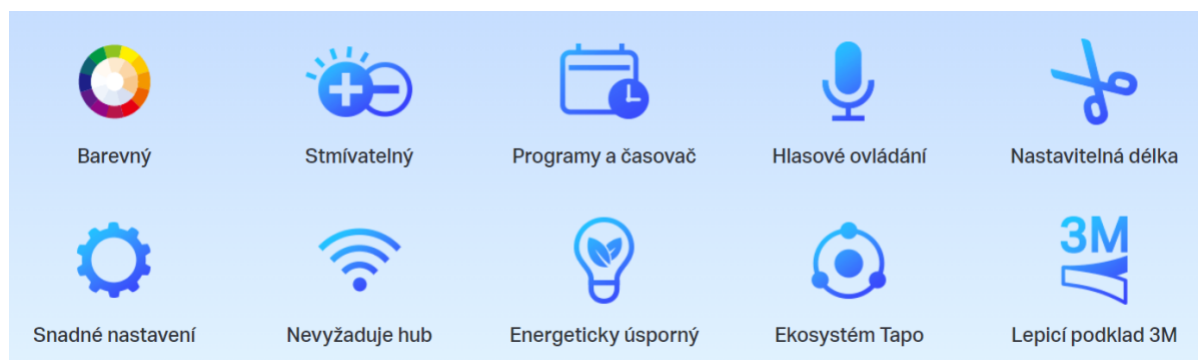 Barevný
Stmívatelný
Programy a časovač
Hlasové ovládání
Nastavitelná délka
3M
Snadné nastavení
Nevyžaduje hub
Energeticky úsporný
Ekosystém Tapo
Lepicí podklad 3M